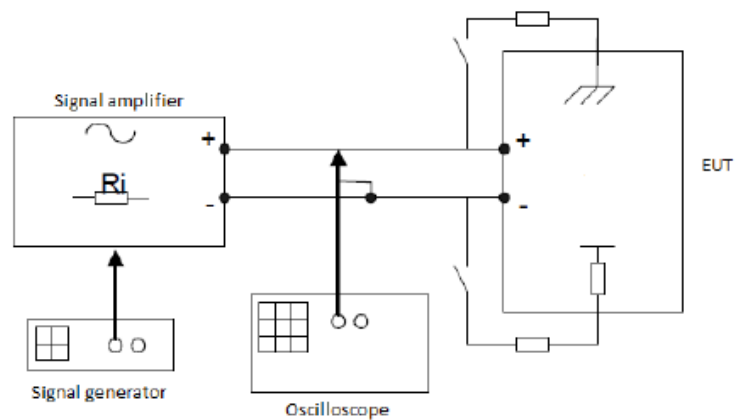 Signal amplifier
+
+
Ri
-
-
EUT
Signal generator
Oscilloscope